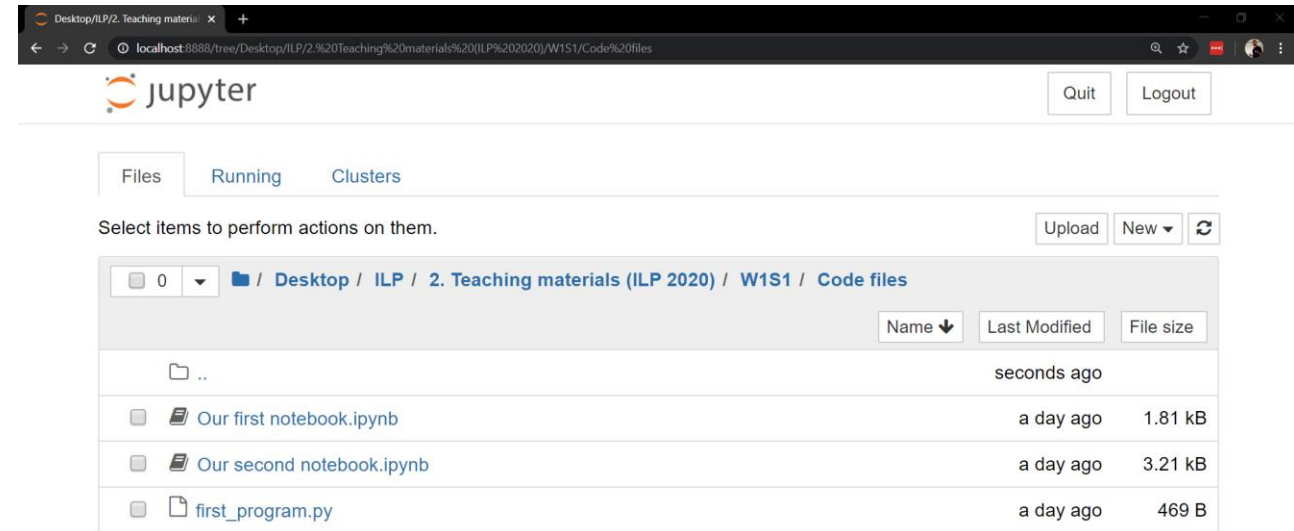 Desktop/ILP/2. Teaching material
localhost:8888/tree/Desktop/ILP/2.%20Teaching%20materials%20(ILP%202020)/W1S1/Code%20files
jupyter
Quit
Logout
Files
Running
Clusters
Select items to perform actions on them.
Upload
New
0
/ Desktop / ILP / 2. Teaching materials (ILP 2020) / W1S1 / Code files
Name
Last Modified
File size
.. seconds ago
Our first notebook.ipynb a day ago 1.81 kB
Our second notebook.ipynb a day ago 3.21 kB
first_program.py a day ago 469 B